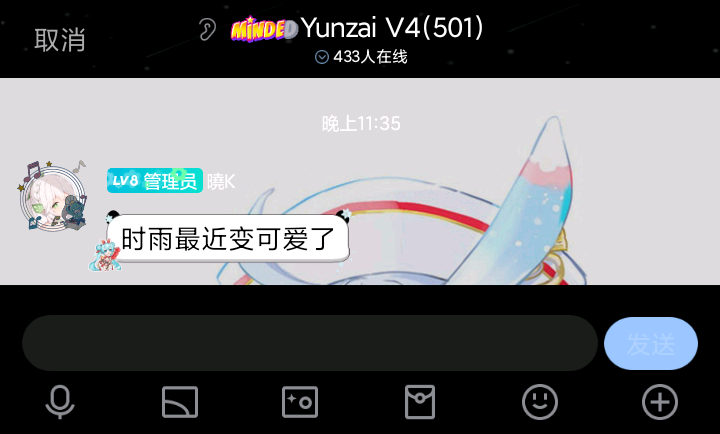 取消
MINDED Yunzai V4(501)
433人在线
晚上11:35
LV8 管理员 曉K
时雨最近变可爱了
发送